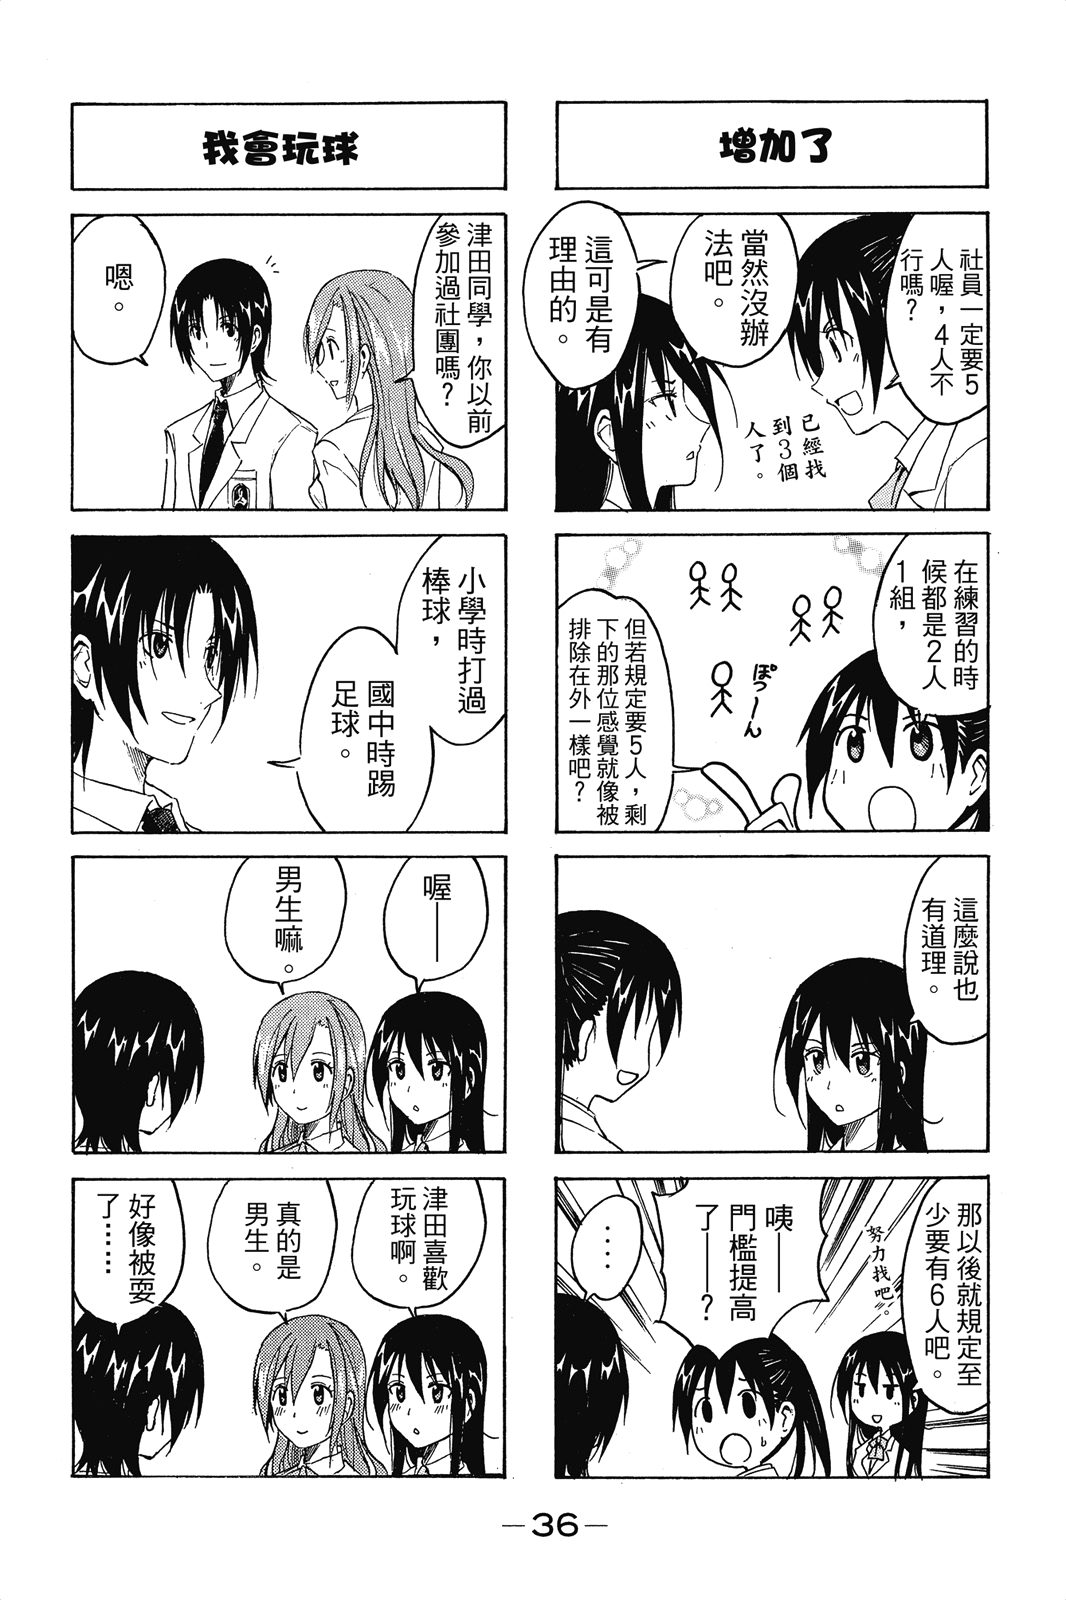 增加了
社員一定要5
人喔，4人不
行嗎？
已經找
到3個
人了。
當然沒辦
法吧。
這可是有
理由的。
在練習的時
候都是2人
1組，
ぽつーん
但若規定要5人，剩
下的那位感覺就像被
排除在外一樣吧？
這麼說也
有道理。
那以後就規定至
少要有6人吧。
努力找吧。
咦——
門檻提高
了——？
‥‥
我會玩球
津田同學，你以前
參加過社團嗎？
嗯。
小學時打過
棒球，
國中時踢
足球。
喔——
男生嘛。
津田喜歡
玩球啊。
真的是
男生。
好像被耍
了……
—36—